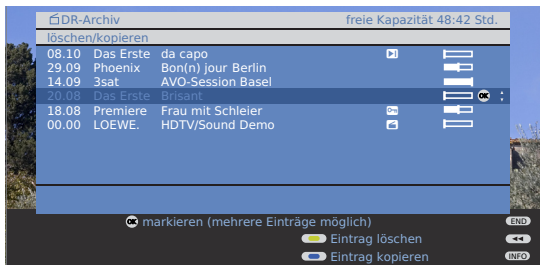 DR-Archiv freie Kapazität 48:42 Std.
löschen/kopieren
08.10 Das Erste da capo
29.09 Phoenix Bon(n) jour Berlin
14.09 3sat AVO-Session Basel
20.08 Das Erste Brisant OK
18.08 Premiere Frau mit Schleier
00.00 LOEWE. HDTV/Sound Demo
OK markieren (mehrere Einträge möglich) END
Eintrag löschen
Eintrag kopieren INFO